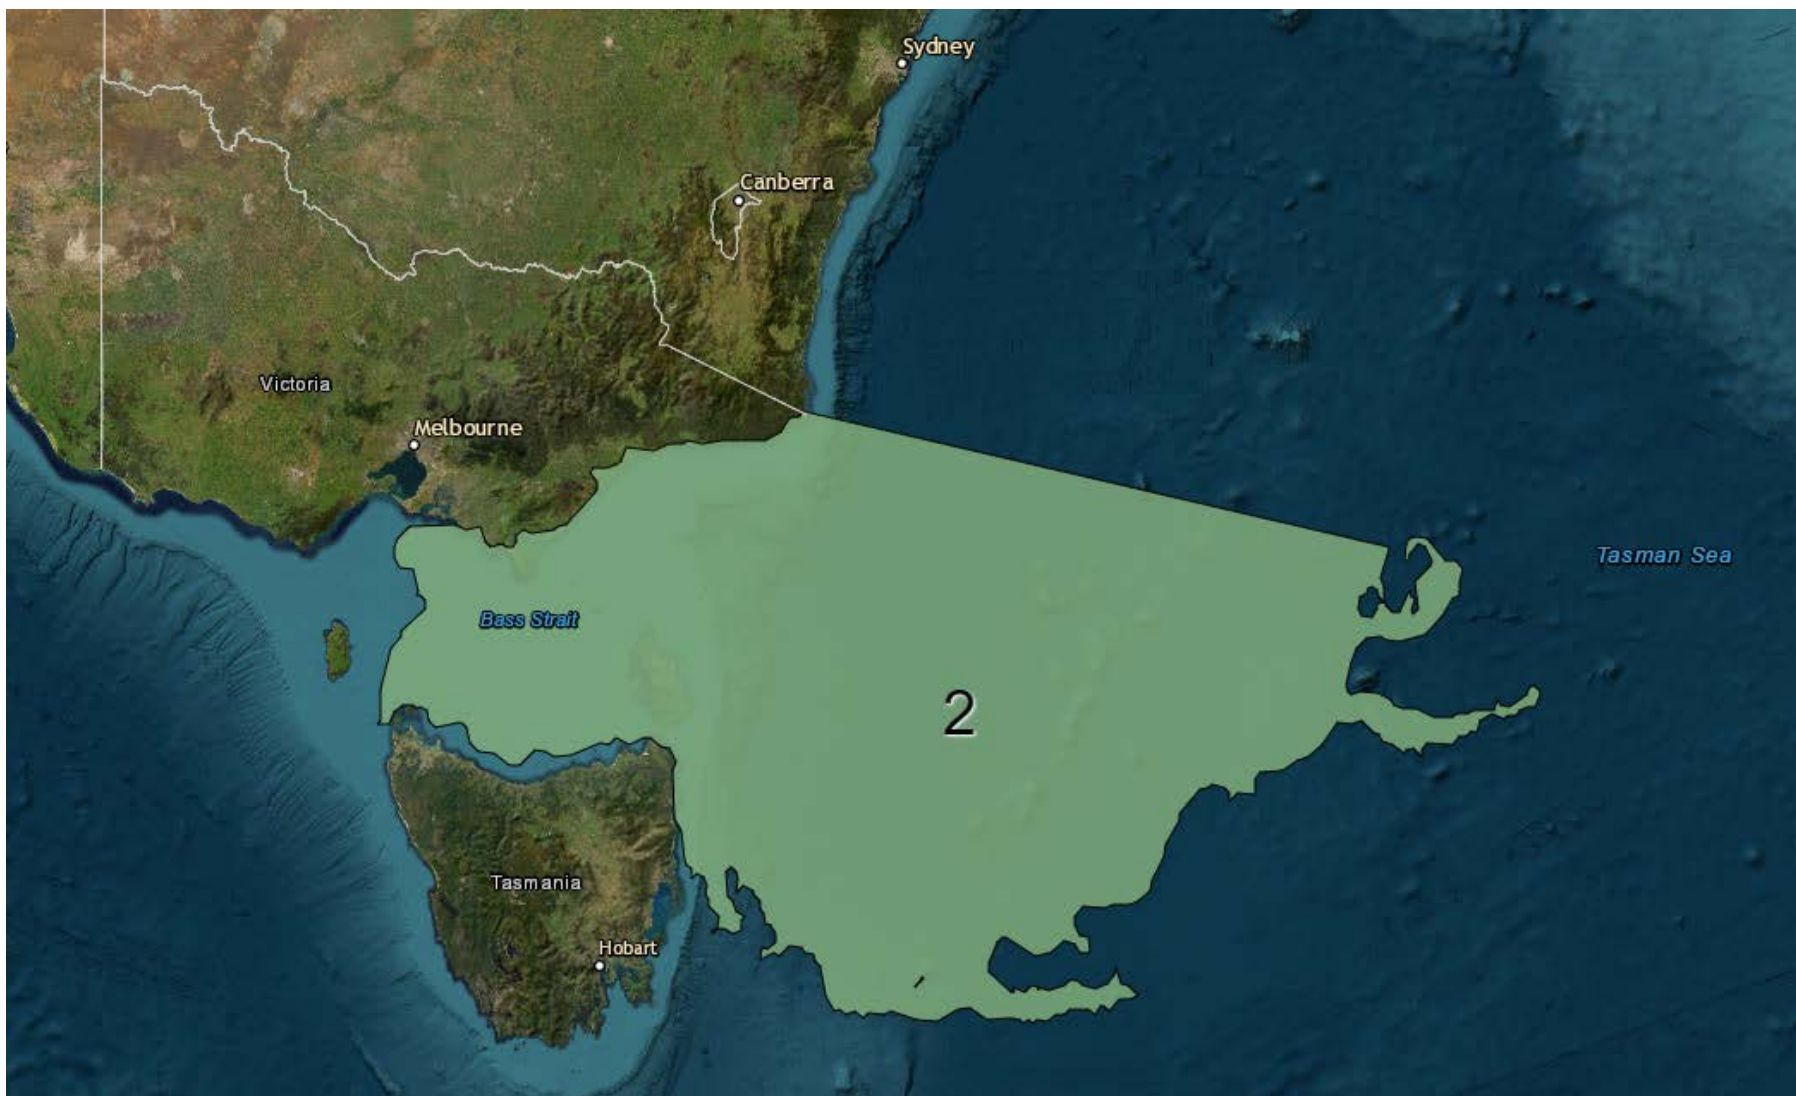 Sydney
Canberra
Victoria
Melbourne
Tasman Sea
Bass Strait
2
Tasmania
Hobart